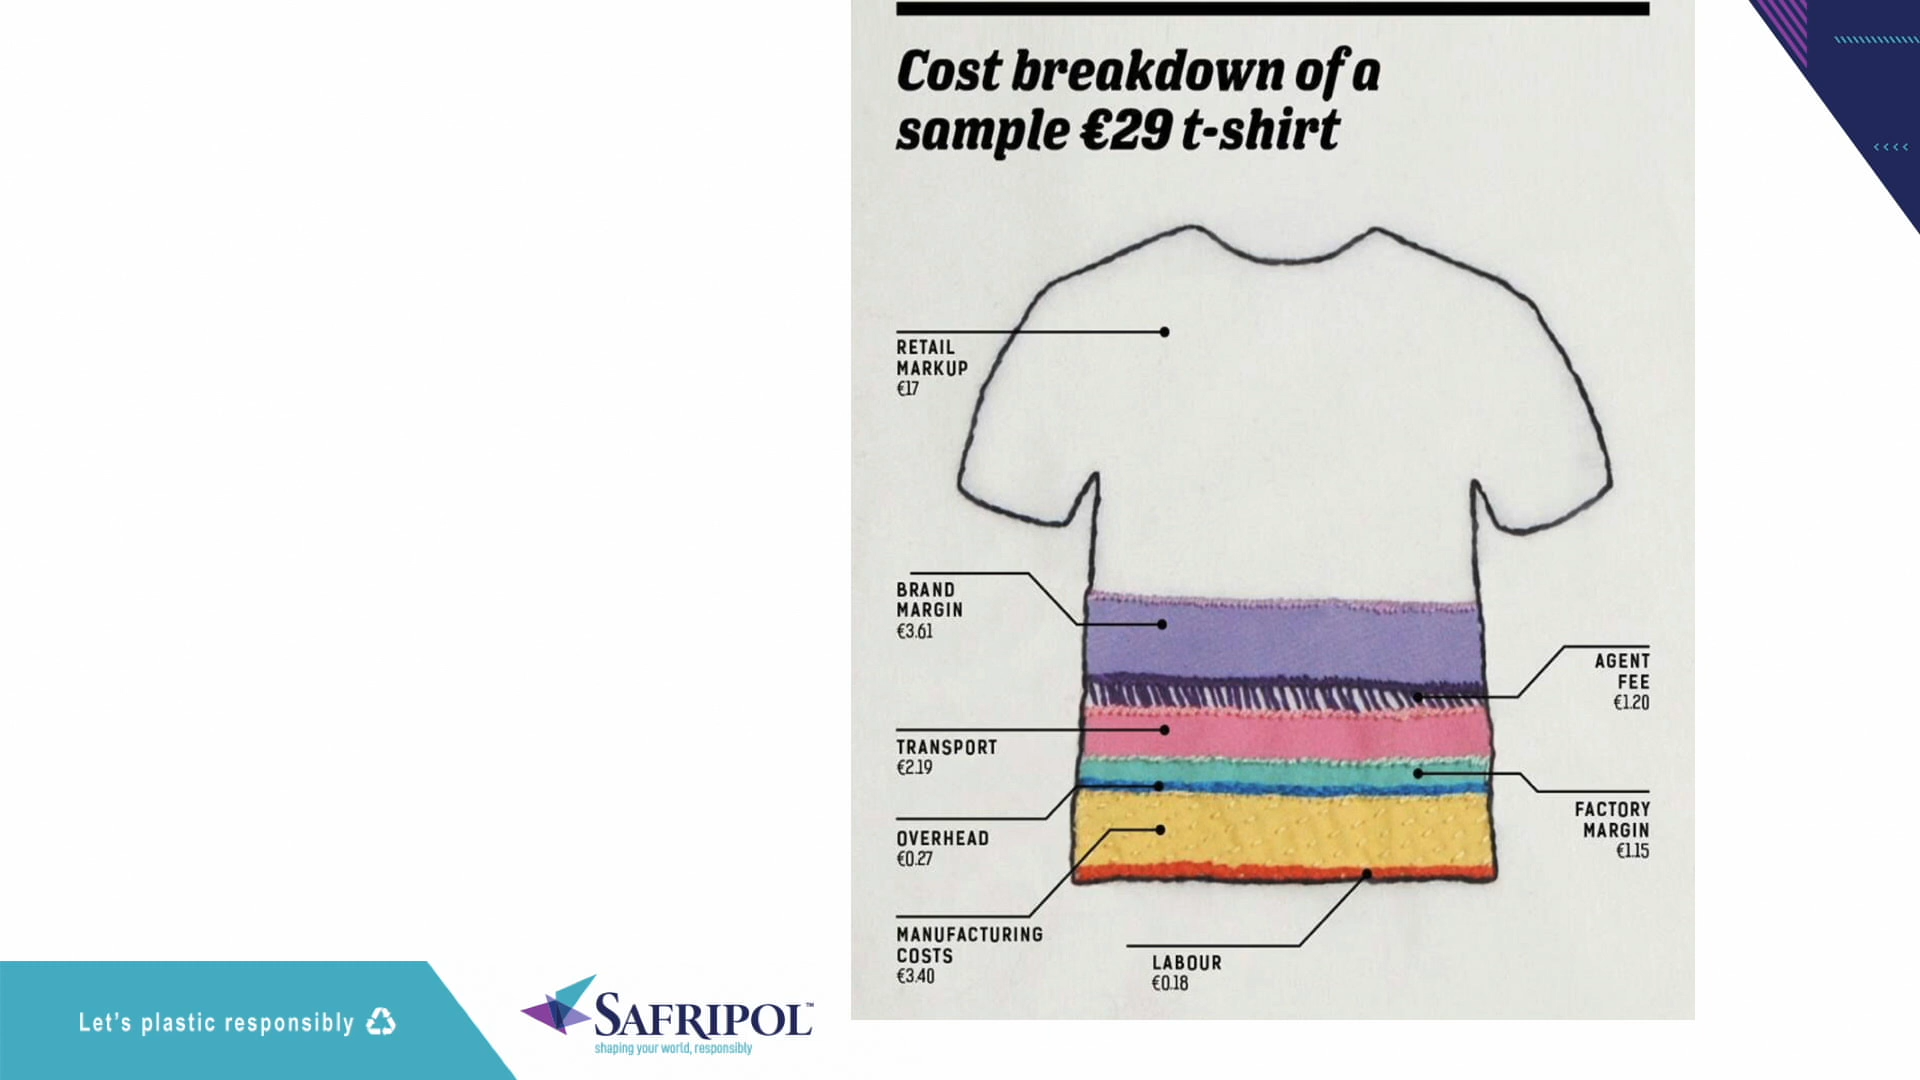 Cost breakdown of a
sample €29 t-shirt
RETAIL
MARKUP
€17
BRAND
MARGIN
€3.61
AGENT
FEE
€1.20
TRANSPORT
€2.19
FACTORY
MARGIN
€1.15
OVERHEAD
€0.27
MANUFACTURING
COSTS
€3.40
LABOUR
€0.18
Let's plastic responsibly
SAFRIPOL™
shaping your world, responsibly